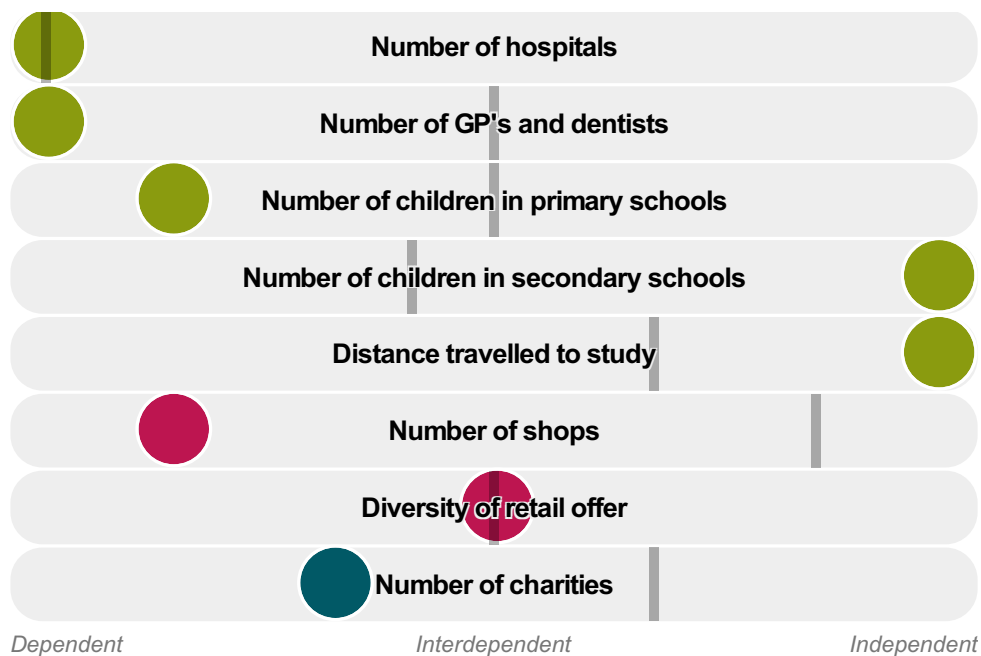 Number of hospitals
Number of GP's and dentists
Number of children in primary schools
Number of children in secondary schools
Distance travelled to study
Number of shops
Diversity of retail offer
Number of charities
Dependent Interdependent Independent